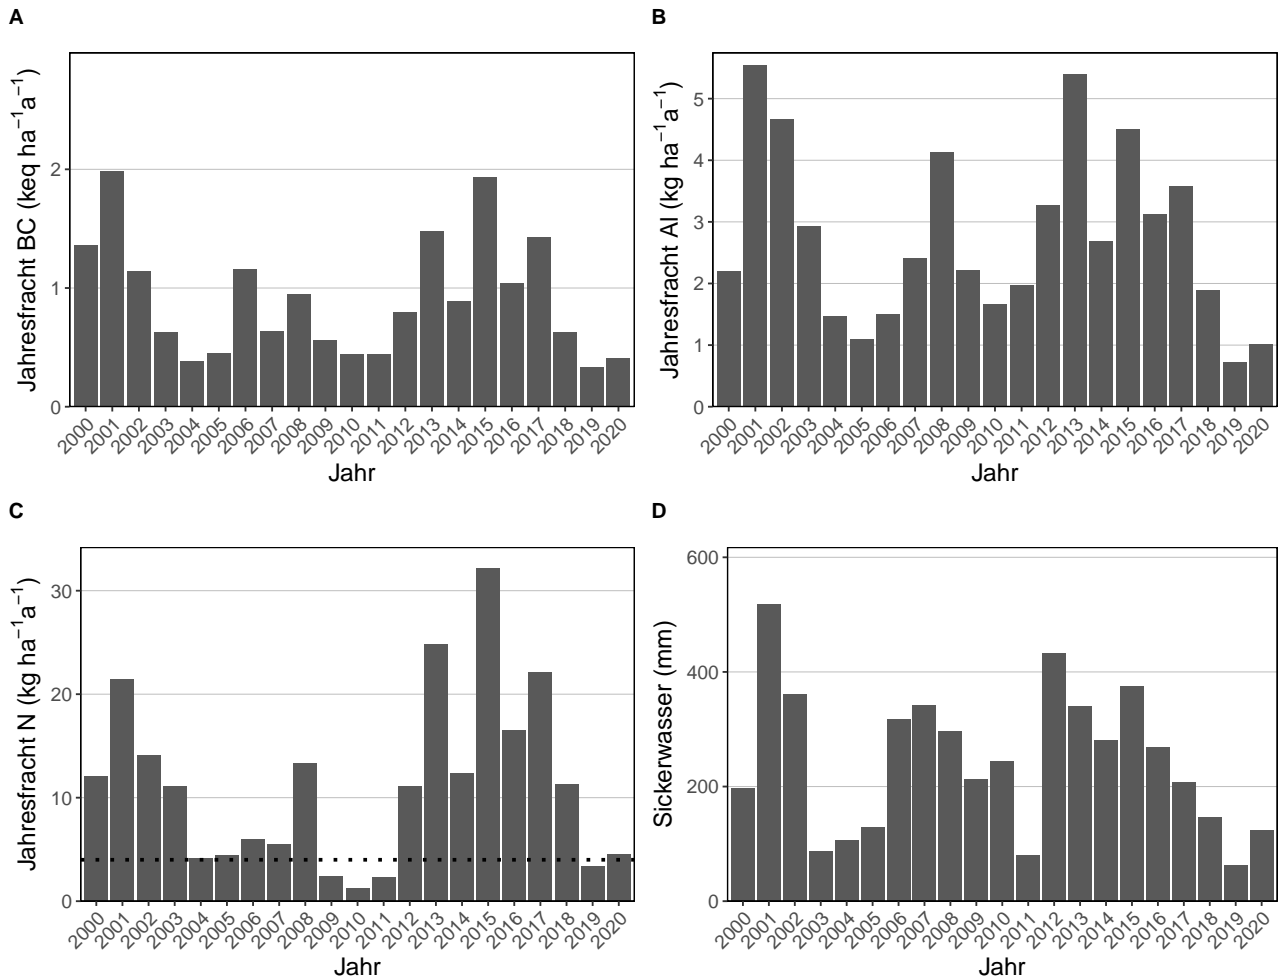 A
Jahresfracht BC (keq ha⁻¹a⁻¹)
2
1
0
2000 2001 2002 2003 2004 2005 2006 2007 2008 2009 2010 2011 2012 2013 2014 2015 2016 2017 2018 2019 2020
Jahr
B
Jahresfracht Al (kg ha⁻¹a⁻¹)
5
4
3
2
1
0
2000 2001 2002 2003 2004 2005 2006 2007 2008 2009 2010 2011 2012 2013 2014 2015 2016 2017 2018 2019 2020
Jahr
C
Jahresfracht N (kg ha⁻¹a⁻¹)
30
20
10
0
2000 2001 2002 2003 2004 2005 2006 2007 2008 2009 2010 2011 2012 2013 2014 2015 2016 2017 2018 2019 2020
Jahr
D
Sickerwasser (mm)
600
400
200
0
2000 2001 2002 2003 2004 2005 2006 2007 2008 2009 2010 2011 2012 2013 2014 2015 2016 2017 2018 2019 2020
Jahr